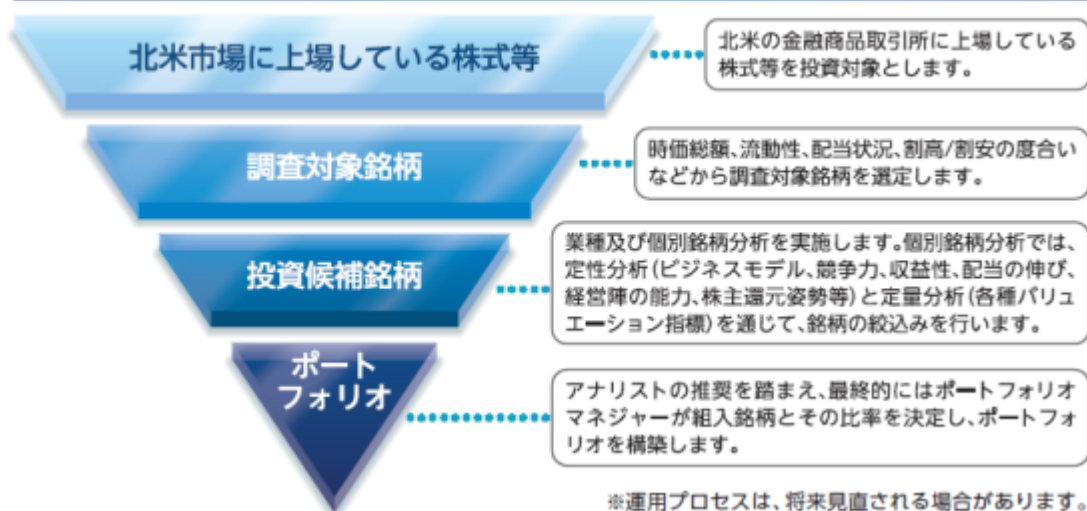 北米市場に上場している株式等
北米の金融商品取引所に上場している
株式等を投資対象とします。
調査対象銘柄
時価総額、流動性、配当状況、割高/割安の度合い
などから調査対象銘柄を選定します。
投資候補銘柄
業種及び個別銘柄分析を実施します。個別銘柄分析では、
定性分析(ビジネスモデル、競争力、収益性、配当の伸び、
経営陣の能力、株主還元姿勢等)と定量分析(各種バリュ
エーション指標)を通じて、銘柄の絞込みを行います。
ポート
フォリオ
アナリストの推奨を踏まえ、最終的にはポートフォリオ
マネジャーが組入銘柄とその比率を決定し、ポートフォ
リオを構築します。
※運用プロセスは、将来見直される場合があります。